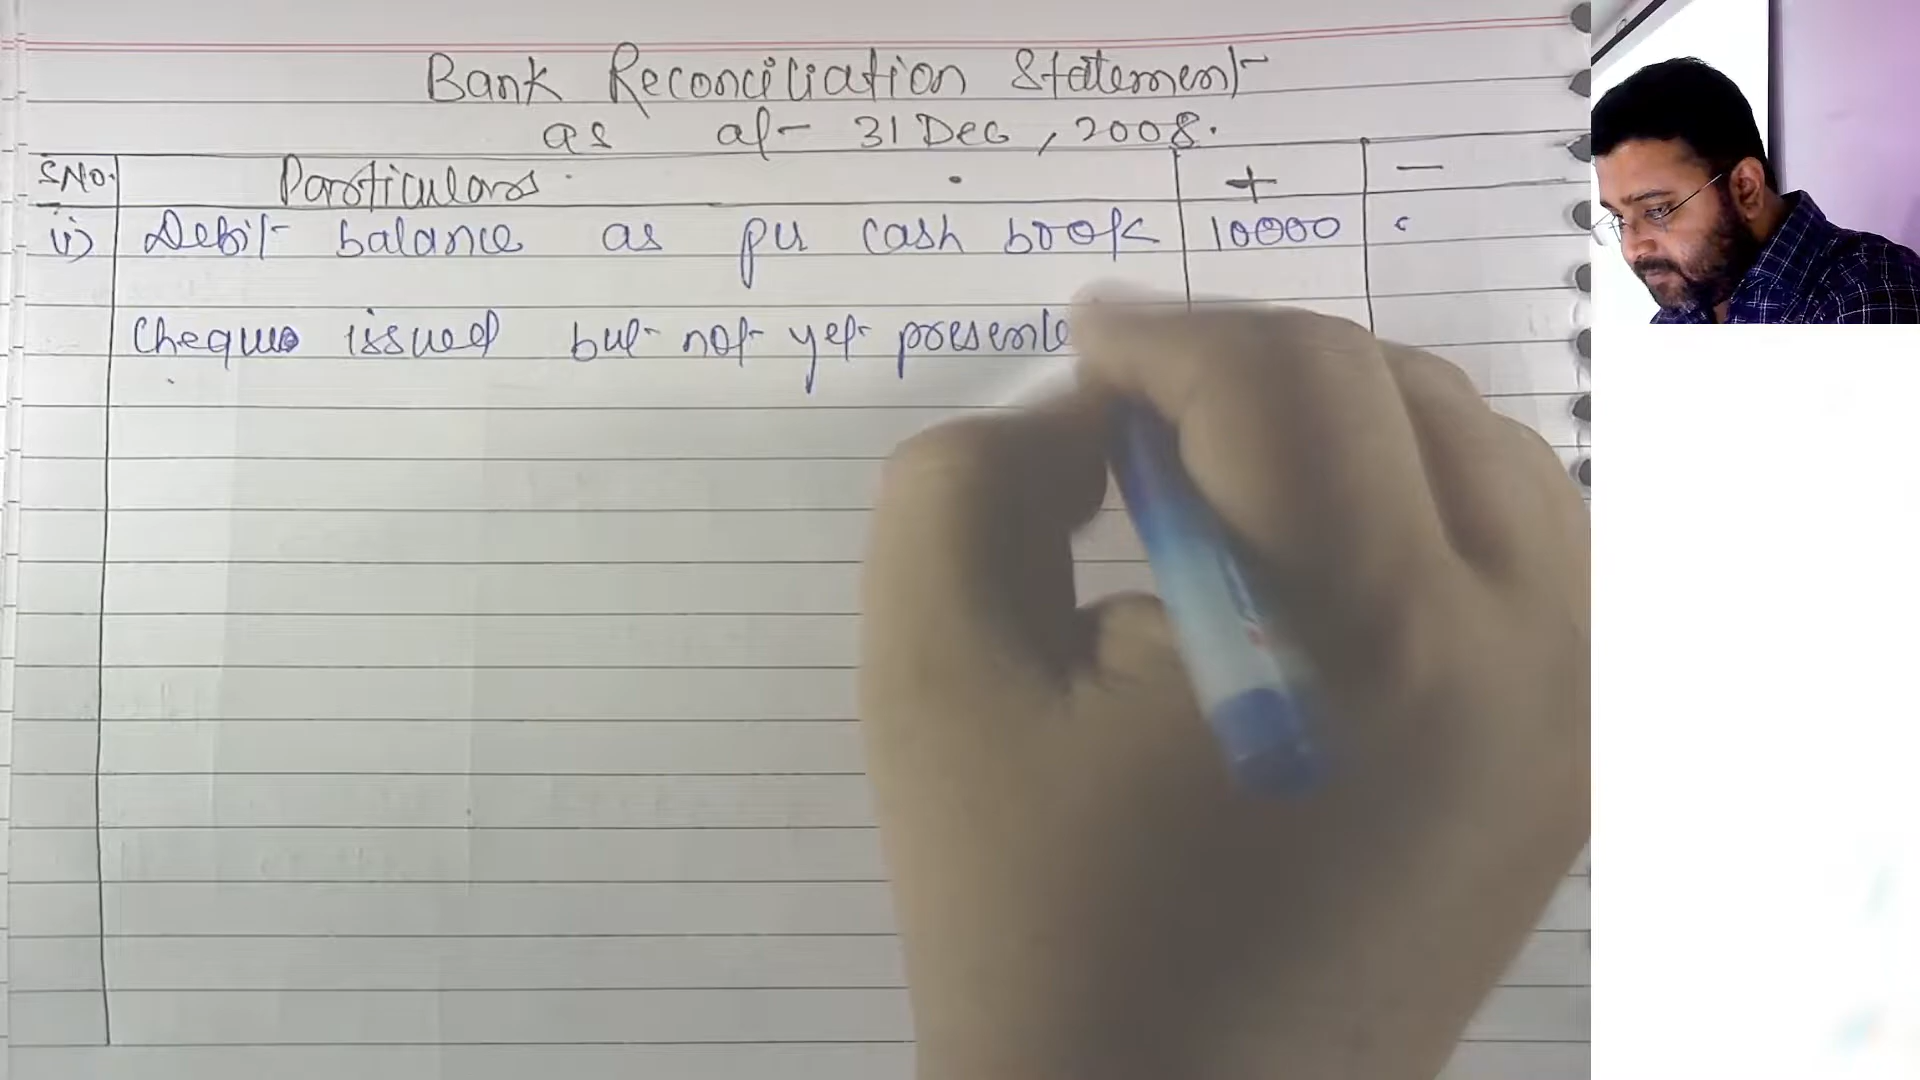 Bank Reconciliation Statement
as at 31 Dec, 2008.
S.No. Particulars. + -
(i) Debit balance as per cash book 10000
Cheques issued but not yet presente